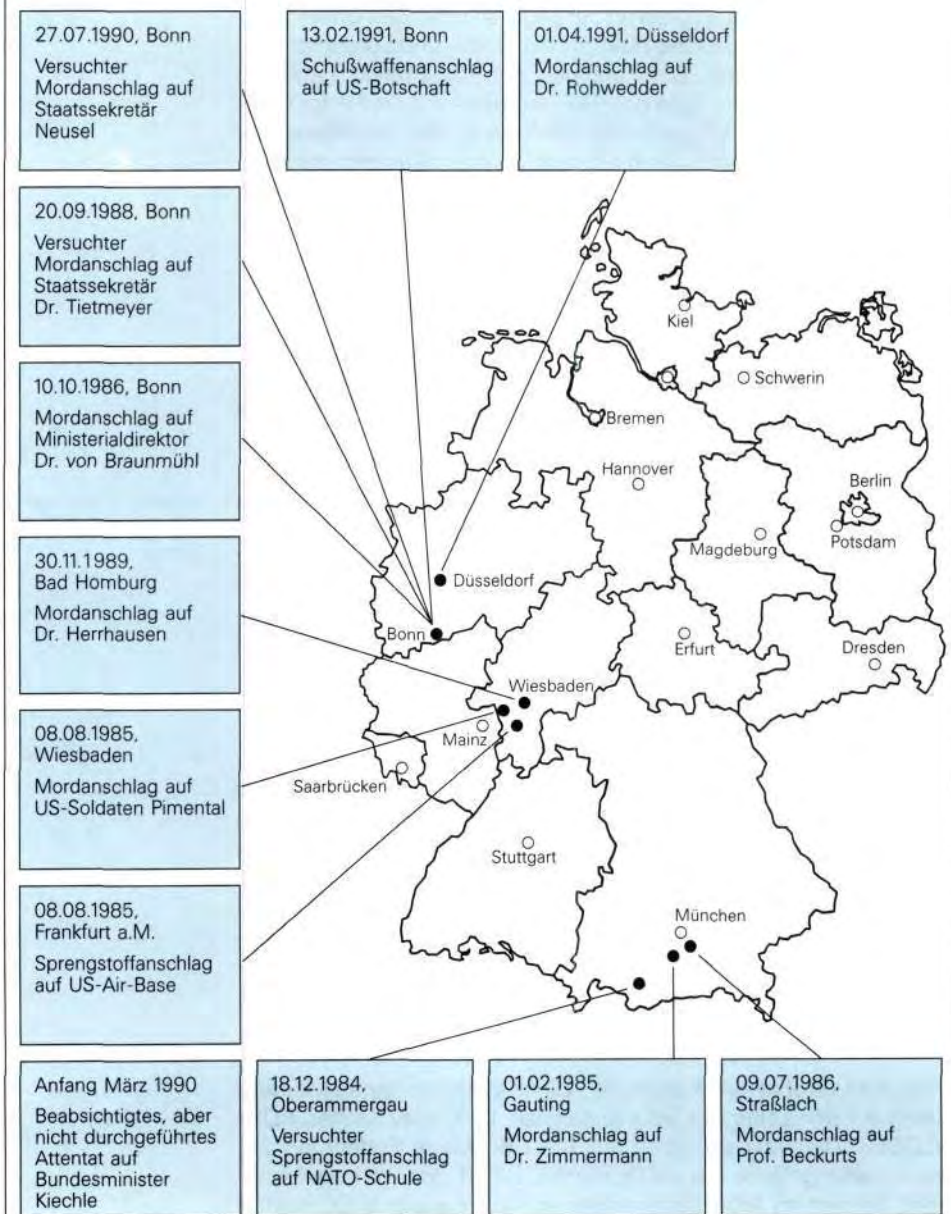 27.07.1990, Bonn
Versuchter
Mordanschlag auf
Staatssekretär
Neusel
13.02.1991, Bonn
Schußwaffenanschlag
auf US-Botschaft
01.04.1991, Düsseldorf
Mordanschlag auf
Dr. Rohwedder
20.09.1988, Bonn
Versuchter
Mordanschlag auf
Staatssekretär
Dr. Tietmeyer
10.10.1986, Bonn
Mordanschlag auf
Ministerialdirektor
Dr. von Braunmühl
30.11.1989,
Bad Homburg
Mordanschlag auf
Dr. Herrhausen
08.08.1985,
Wiesbaden
Mordanschlag auf
US-Soldaten Pimental
08.08.1985,
Frankfurt a.M.
Sprengstoffanschlag
auf US-Air-Base
Kiel
Schwerin
Bremen
Hannover
Berlin
Potsdam
Magdeburg
Düsseldorf
Bonn
Erfurt
Dresden
Wiesbaden
Mainz
Saarbrücken
Stuttgart
München
Anfang März 1990
Beabsichtigtes, aber
nicht durchgeführtes
Attentat auf
Bundesminister
Kiechle
18.12.1984,
Oberammergau
Versuchter
Sprengstoffanschlag
auf NATO-Schule
01.02.1985,
Gauting
Mordanschlag auf
Dr. Zimmermann
09.07.1986,
Straßlach
Mordanschlag auf
Prof. Beckurts